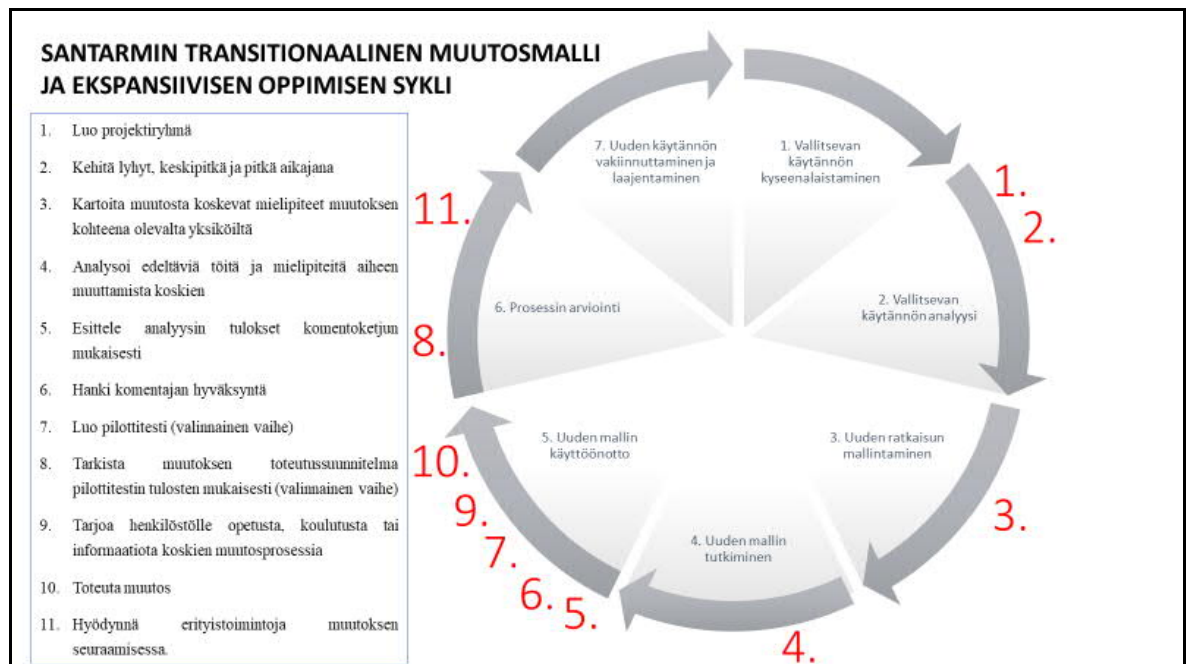 SANTARMIN TRANSITIONAALINEN MUUTOSMALLI
JA EKSPANSIIVISEN OPPIMISEN SYKLI
1. Luo projektiryhmä
2. Kehitä lyhyt, keskipitkä ja pitkä aikajana
3. Kartoita muutosta koskevat mielipiteet muutoksen
kohteena olevalta yksiköiltä
4. Analysoi edeltäviä töitä ja mielipiteitä aiheen
muuttamista koskien
5. Esittele analyysin tulokset komentoketjun
mukaisesti
6. Hanki komentajan hyväksyntä
7. Luo pilottitesti (valinnainen vaihe)
8. Tarkista muutoksen toteutussuunnitelma
pilottitestin tulosten mukaisesti (valinnainen vaihe)
9. Tarjoa henkilöstölle opetusta, koulutusta tai
informaatiota koskien muutosprosessia
10. Toteuta muutos
11. Hyödynnä erityistoimintoja muutoksen
seuraamisessa.
1. Vallitsevan
käytännön
kyseenalaistaminen
2. Vallitsevan
käytännön analyysi
3. Uuden ratkaisun
mallintaminen
4. Uuden mallin
tutkiminen
5. Uuden mallin
käyttöönotto
6. Prosessin arviointi
7. Uuden käytännön
vakiinnuttaminen ja
laajentaminen
1.
2.
3.
4.
5.
6.
7.
9.
10.
8.
11.